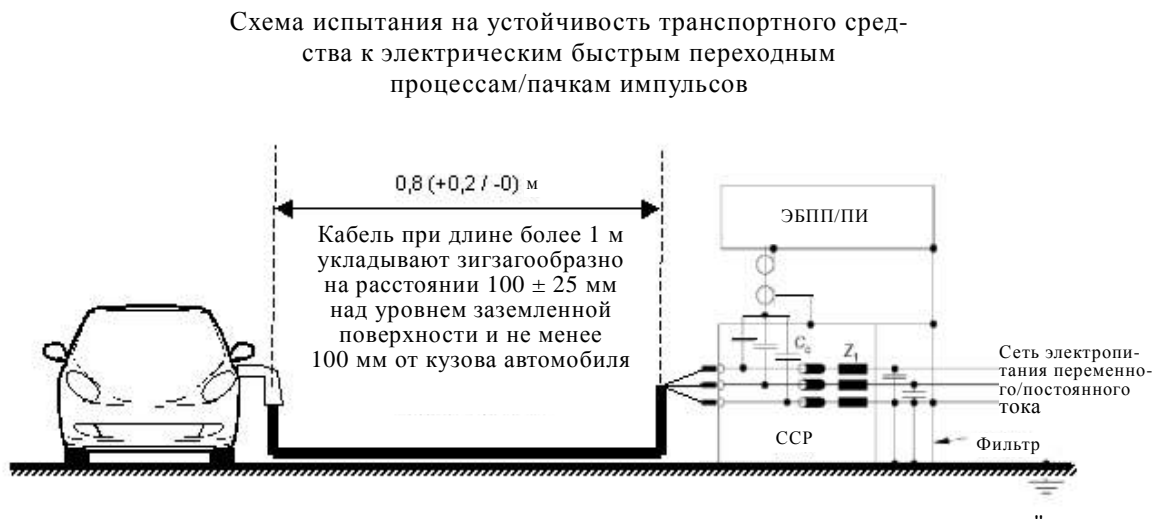 Схема испытания на устойчивость транспортного сред-
ства к электрическим быстрым переходным
процессам/пачкам импульсов
0,8 (+0,2 / -0) м
Кабель при длине более 1 м
укладывают зигзагообразно
на расстоянии 100 ± 25 мм
над уровнем заземленной
поверхности и не менее
100 мм от кузова автомобиля
ЭБПП/ПИ
Cc
Z1
Сеть электропи-
тания переменно-
го/постоянного
тока
ССР
Фильтр